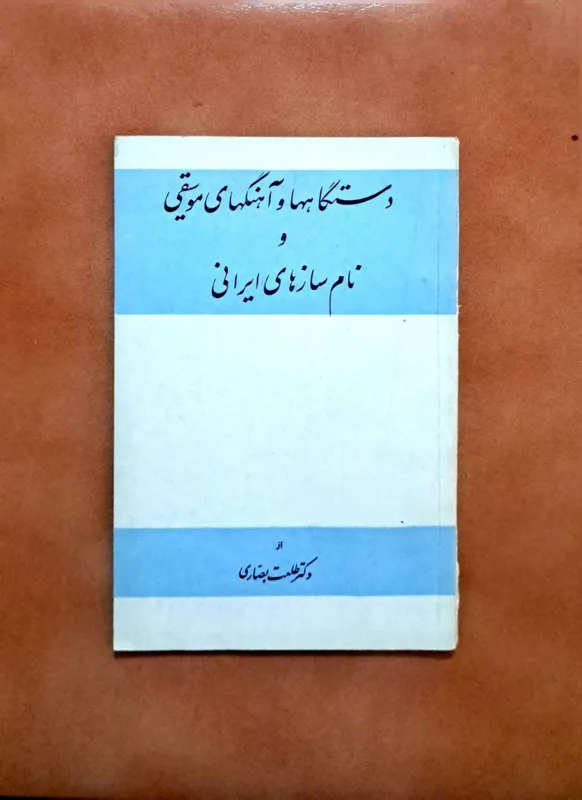 دستگاهها و آهنگهای موسیقی
و
نام سازهای ایرانی
از
دکتر طلعت بصاری